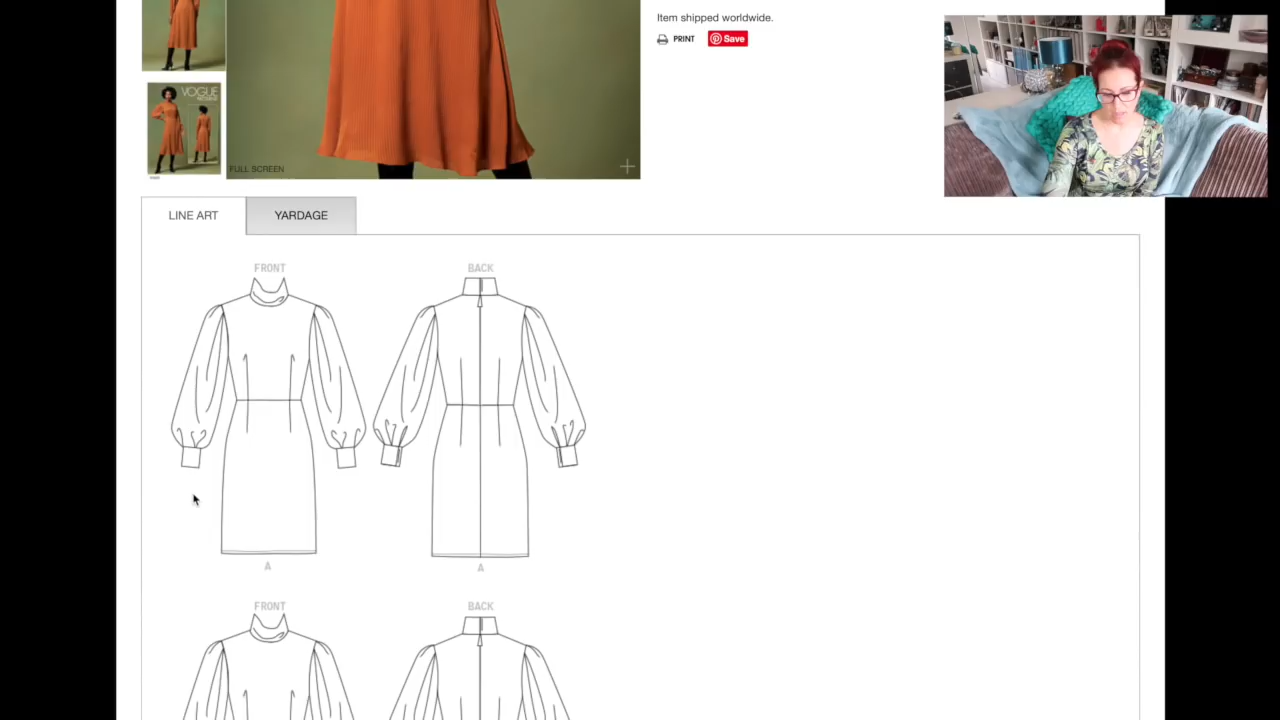 Item shipped worldwide.
PRINT
Save
VOGUE
FULL SCREEN
LINE ART
YARDAGE
FRONT
BACK
A
A
FRONT
BACK